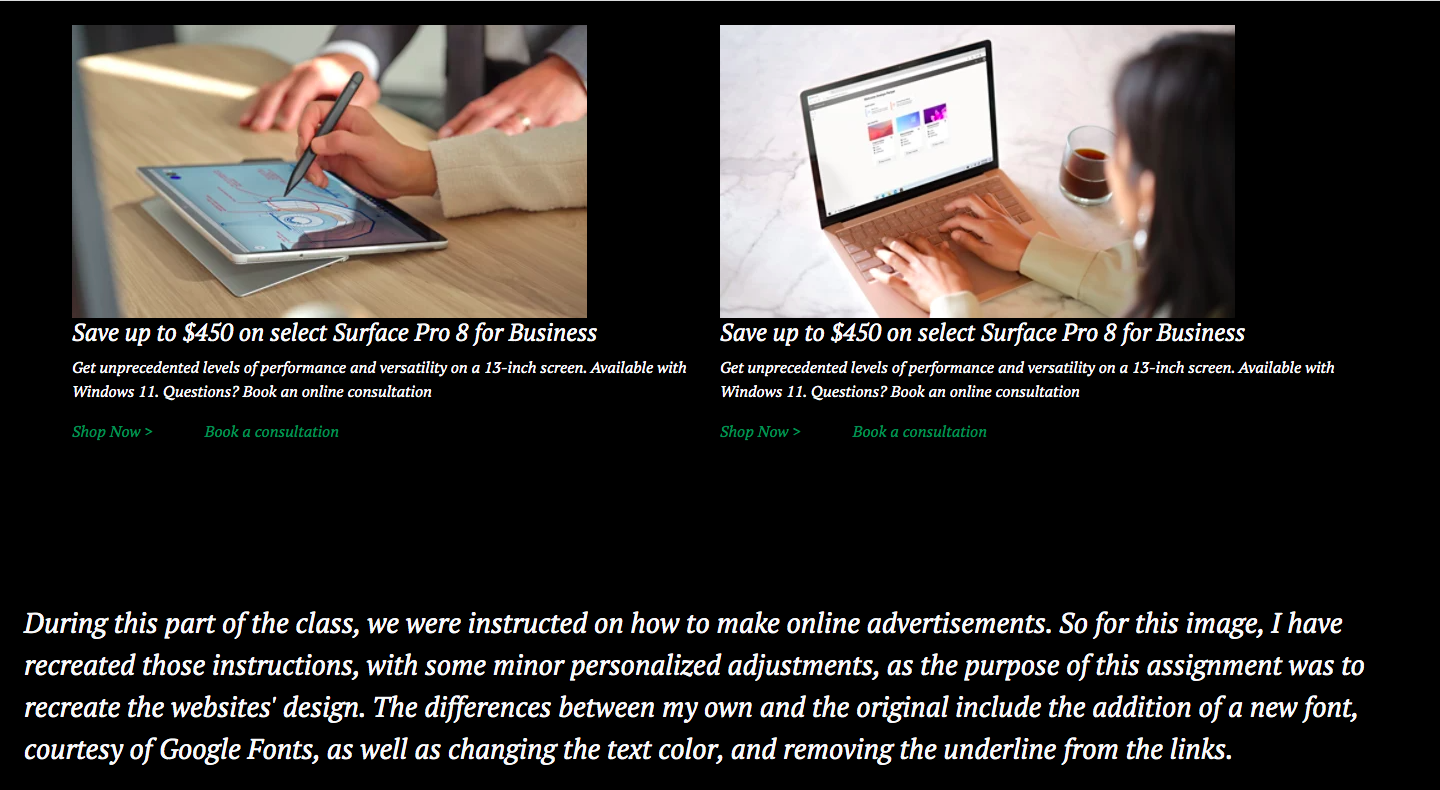 Save up to $450 on select Surface Pro 8 for Business
Get unprecedented levels of performance and versatility on a 13-inch screen. Available with
Windows 11. Questions? Book an online consultation
Shop Now >
Book a consultation
Save up to $450 on select Surface Pro 8 for Business
Get unprecedented levels of performance and versatility on a 13-inch screen. Available with
Windows 11. Questions? Book an online consultation
Shop Now >
Book a consultation
During this part of the class, we were instructed on how to make online advertisements. So for this image, I have
recreated those instructions, with some minor personalized adjustments, as the purpose of this assignment was to
recreate the websites' design. The differences between my own and the original include the addition of a new font,
courtesy of Google Fonts, as well as changing the text color, and removing the underline from the links.